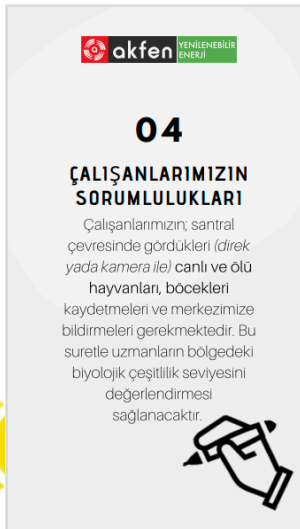 akfen YENİLENEBİLİR
ENERJİ
04
ÇALIŞANLARIMIZIN
SORUMLULUKLARI
Çalışanlarımızın; santral
çevresinde gördükleri (direk
yada kamera ile) canlı ve ölü
hayvanları, böcekleri
kaydetmeleri ve merkezimize
bildirmeleri gerekmektedir. Bu
suretle uzmanların bölgedeki
biyolojik çeşitlilik seviyesini
değerlendirmesi
sağlanacaktır.